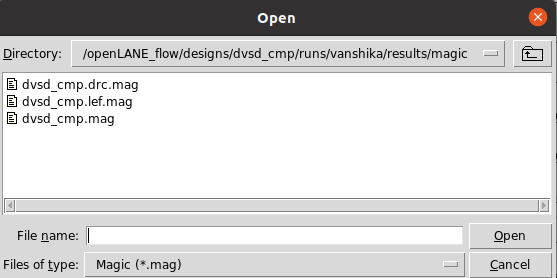 Open
Directory: /openLANE_flow/designs/dvsd_cmp/runs/vanshika/results/magic
dvsd_cmp.drc.mag
dvsd_cmp.lef.mag
dvsd_cmp.mag
File name: Open
Files of type: Magic (*.mag) Cancel